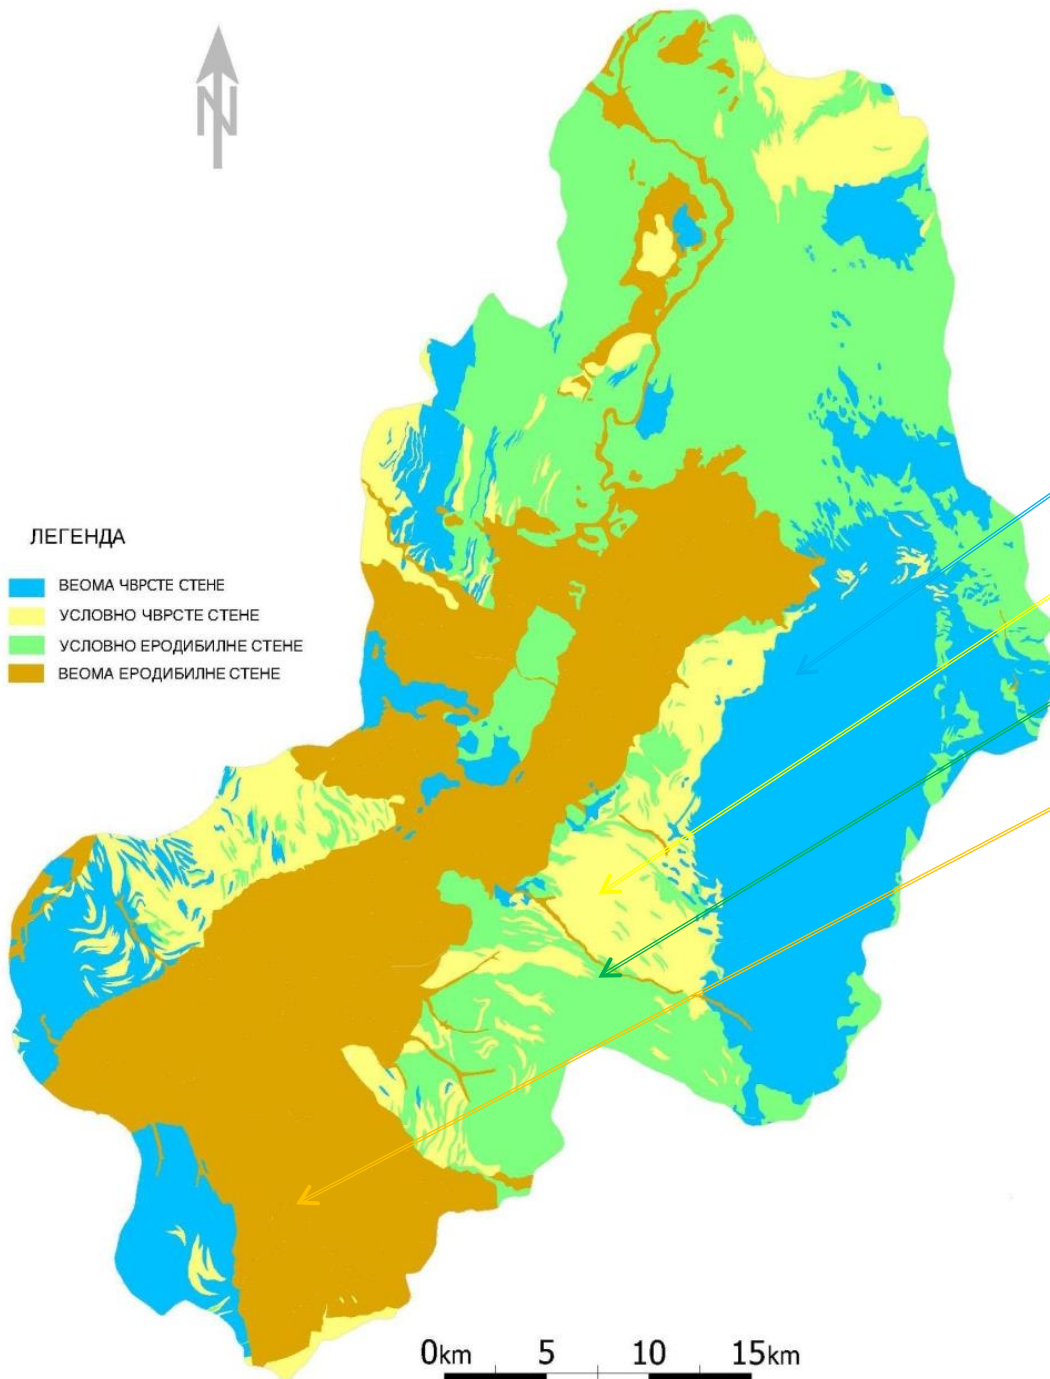 N
ЛЕГЕНДА
ВЕОМА ЧВРСТЕ СТЕНЕ
УСЛОВНО ЧВРСТЕ СТЕНЕ
УСЛОВНО ЕРОДИБИЛНЕ СТЕНЕ
ВЕОМА ЕРОДИБИЛНЕ СТЕНЕ
0km 5 10 15km